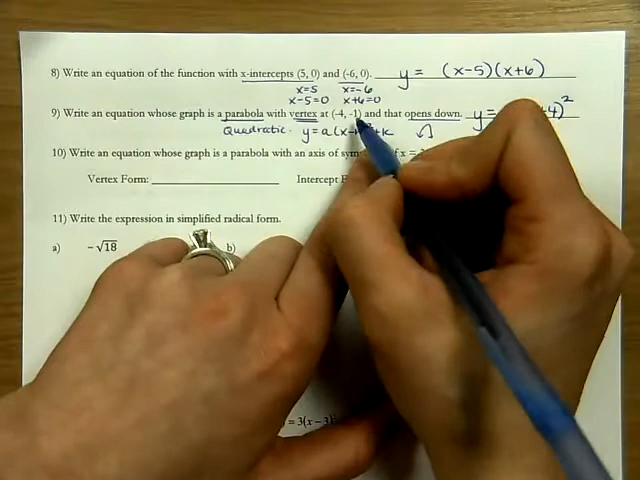 8) Write an equation of the function with x-intercepts (5, 0) and (-6, 0). y = (x-5)(x+6)
x=5 x=-6
x-5=0 x+6=0
9) Write an equation whose graph is a parabola with vertex at (-4, -1) and that opens down. y = +4)²
Quadratic. y=a(x- +k
10) Write an equation whose graph is a parabola with an axis of x =
Vertex Form: Intercept
11) Write the expression in simplified radical form.
a) -√18 b)
= 3(x - 3)